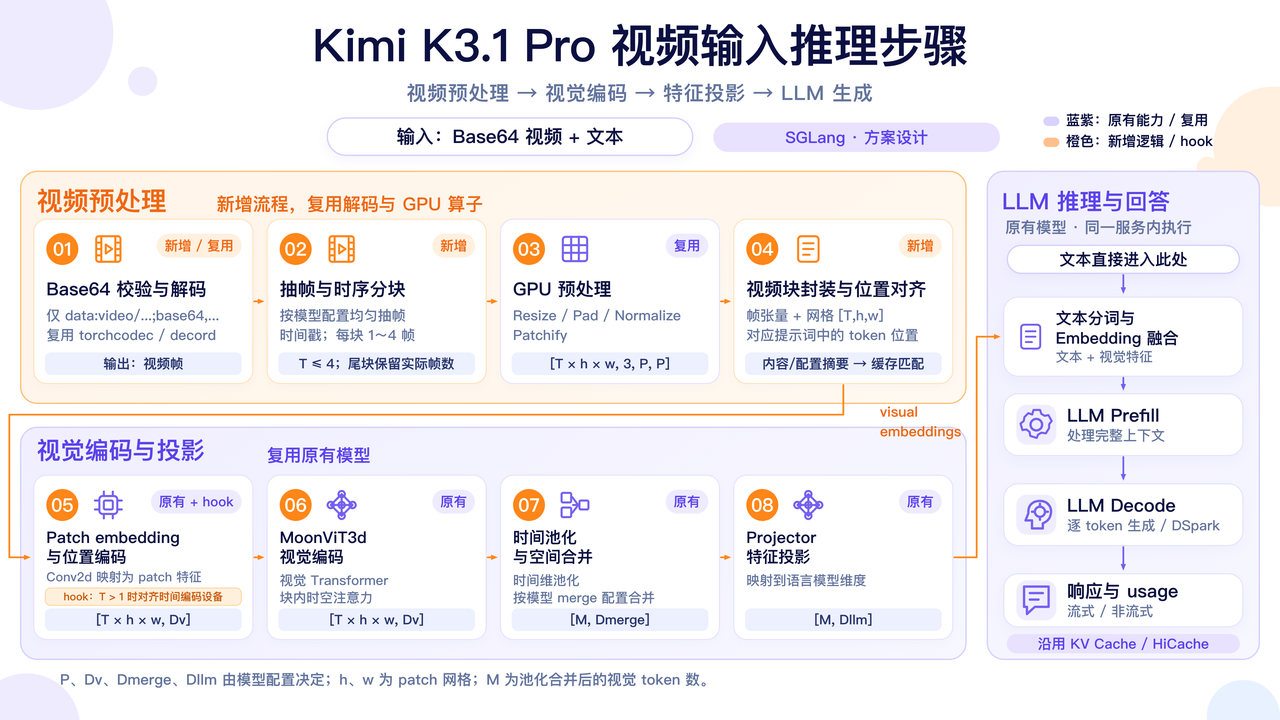 Kimi K3.1 Pro 视频输入推理步骤
视频预处理 → 视觉编码 → 特征投影 → LLM 生成
输入：Base64 视频 + 文本
SGLang · 方案设计
蓝紫：原有能力 / 复用
橙色：新增逻辑 / hook
视频预处理
新增流程，复用解码与 GPU 算子
01
新增 / 复用
Base64 校验与解码
仅 data:video/...;base64,...
复用 torchcodec / decord
输出：视频帧
02
新增
抽帧与时序分块
按模型配置均匀抽帧
时间戳；每块 1～4 帧
T ≤ 4；尾块保留实际帧数
03
复用
GPU 预处理
Resize / Pad / Normalize
Patchify
[T × h × w, 3, P, P]
04
新增
视频块封装与位置对齐
帧张量 + 网格 [T,h,w]
对应提示词中的 token 位置
内容/配置摘要 → 缓存匹配
visual
embeddings
视觉编码与投影
复用原有模型
05
原有 + hook
Patch embedding
与位置编码
Conv2d 映射为 patch 特征
hook：T > 1 时对齐时间编码设备
[T × h × w, Dv]
06
原有
MoonViT3d
视觉编码
视觉 Transformer
块内时空注意力
[T × h × w, Dv]
07
原有
时间池化
与空间合并
时间维池化
按模型 merge 配置合并
[M, Dmerge]
08
原有
Projector
特征投影
映射到语言模型维度
[M, Dllm]
LLM 推理与回答
原有模型 · 同一服务内执行
文本直接进入此处
文本分词与
Embedding 融合
文本 + 视觉特征
LLM Prefill
处理完整上下文
LLM Decode
逐 token 生成 / DSpark
响应与 usage
流式 / 非流式
沿用 KV Cache / HiCache
P、Dv、Dmerge、Dllm 由模型配置决定；h、w 为 patch 网格；M 为池化合并后的视觉 token 数。